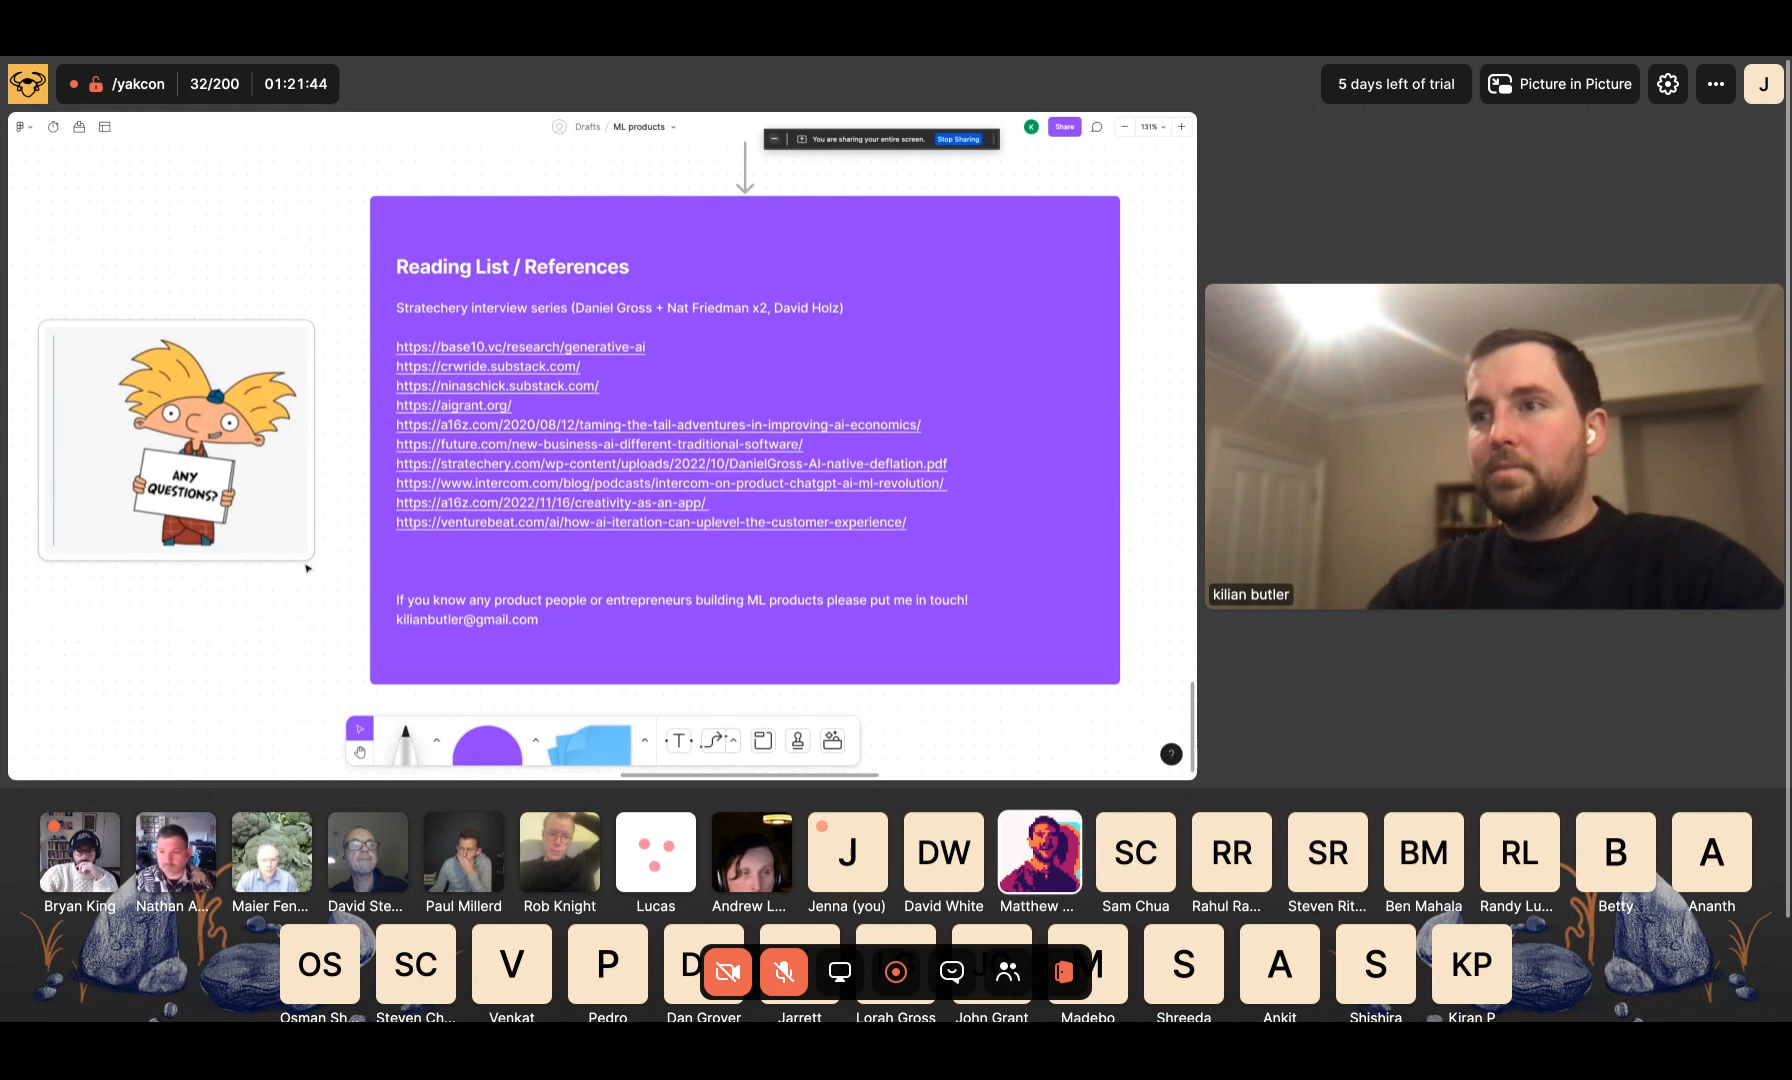 /yakcon
32/200
01:21:44
5 days left of trial
Picture in Picture
J
Drafts / ML products
You are sharing your entire screen.
Stop Sharing
K
Share
131%
Reading List / References
Stratechery interview series (Daniel Gross + Nat Friedman x2, David Holz)
https://base10.vc/research/generative-ai
https://crwride.substack.com/
https://ninaschick.substack.com/
https://aigrant.org/
https://a16z.com/2020/08/12/taming-the-tail-adventures-in-improving-ai-economics/
https://future.com/new-business-ai-different-traditional-software/
https://stratechery.com/wp-content/uploads/2022/10/DanielGross-AI-native-deflation.pdf
https://www.intercom.com/blog/podcasts/intercom-on-product-chatgpt-ai-ml-revolution/
https://a16z.com/2022/11/16/creativity-as-an-app/
https://venturebeat.com/ai/how-ai-iteration-can-uplevel-the-customer-experience/
If you know any product people or entrepreneurs building ML products please put me in touch!
kilianbutler@gmail.com
ANY
QUESTIONS?
kilian butler
T
?
J DW SC RR SR BM RL B A
Bryan King Nathan A... Maier Fen... David Ste... Paul Millerd Rob Knight Lucas Andrew L... Jenna (you) David White Matthew ... Sam Chua Rahul Ra... Steven Rit... Ben Mahala Randy Lu... Betty Ananth
OS SC V P D M S A S KP
Osman Sh... Steven Ch... Venkat Pedro Dan Grover Jarrett Lorah Gross John Grant Madebo Shreeda Ankit Shishira Kiran P